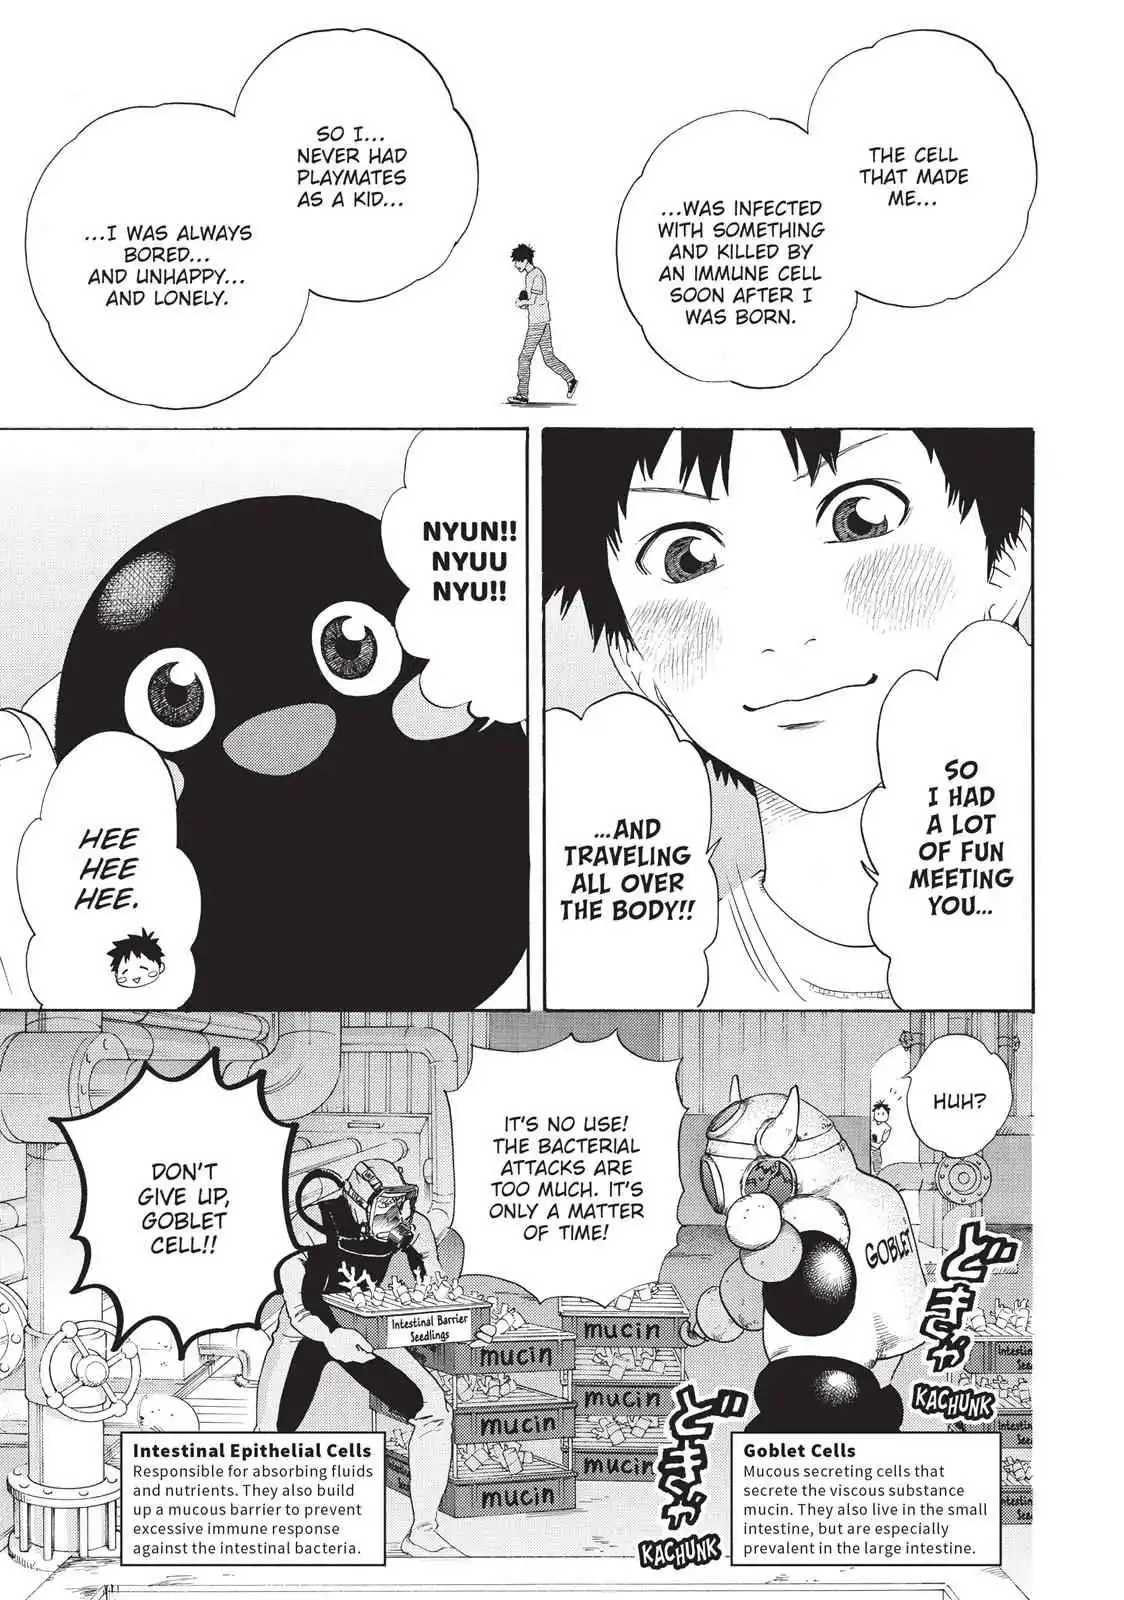 THE CELL
THAT MADE
ME...
...WAS INFECTED
WITH SOMETHING
AND KILLED BY
AN IMMUNE CELL
SOON AFTER I
WAS BORN.
SO I...
NEVER HAD
PLAYMATES
AS A KID...
...I WAS ALWAYS
BORED...
AND UNHAPPY...
AND LONELY.
SO
I HAD
A LOT
OF FUN
MEETING
YOU...
...AND
TRAVELING
ALL OVER
THE BODY!!
NYUN!!
NYUU
NYU!!
HEE
HEE
HEE.
HUH?
IT'S NO USE!
THE BACTERIAL
ATTACKS ARE
TOO MUCH. IT'S
ONLY A MATTER
OF TIME!
DON'T
GIVE UP,
GOBLET
CELL!!
GOBLET
どきゃ
KACHUNK
どきゃ
KACHUNK
Intestinal Barrier
Seedlings
mucin
mucin
mucin
mucin
mucin
mucin
mucin
mucin
Goblet Cells
Mucous secreting cells that
secrete the viscous substance
mucin. They also live in the small
intestine, but are especially
prevalent in the large intestine.
Intestinal Epithelial Cells
Responsible for absorbing fluids
and nutrients. They also build
up a mucous barrier to prevent
excessive immune response
against the intestinal bacteria.